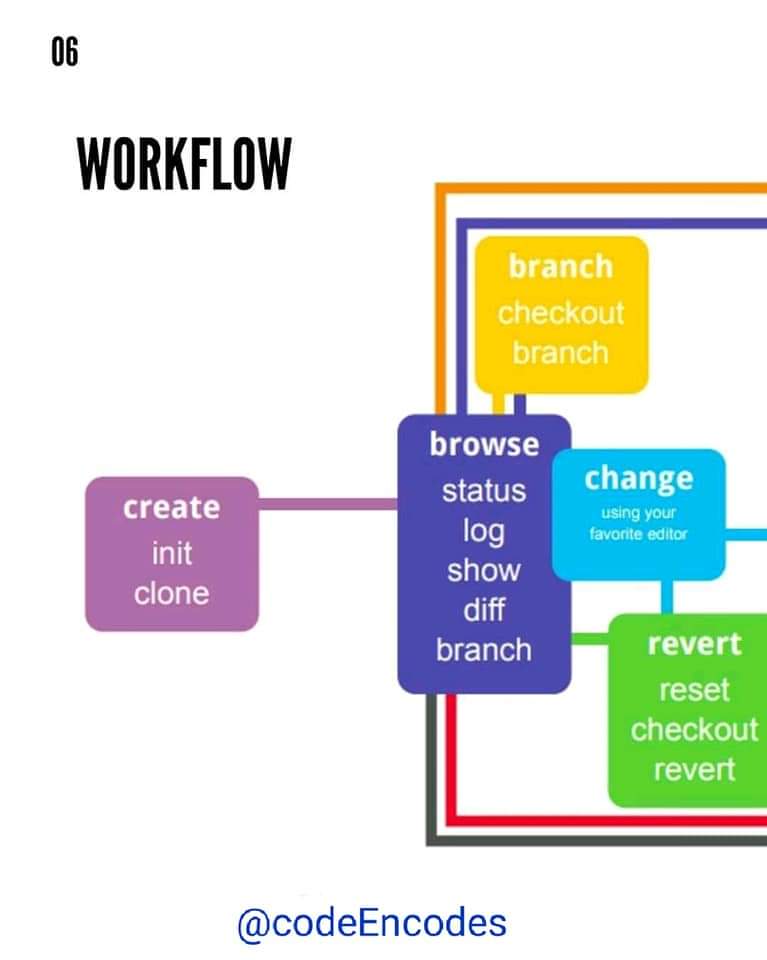 06
WORKFLOW
branch
checkout
branch
browse
status
log
show
diff
branch
change
using your
favorite editor
create
init
clone
revert
reset
checkout
revert
@codeEncodes